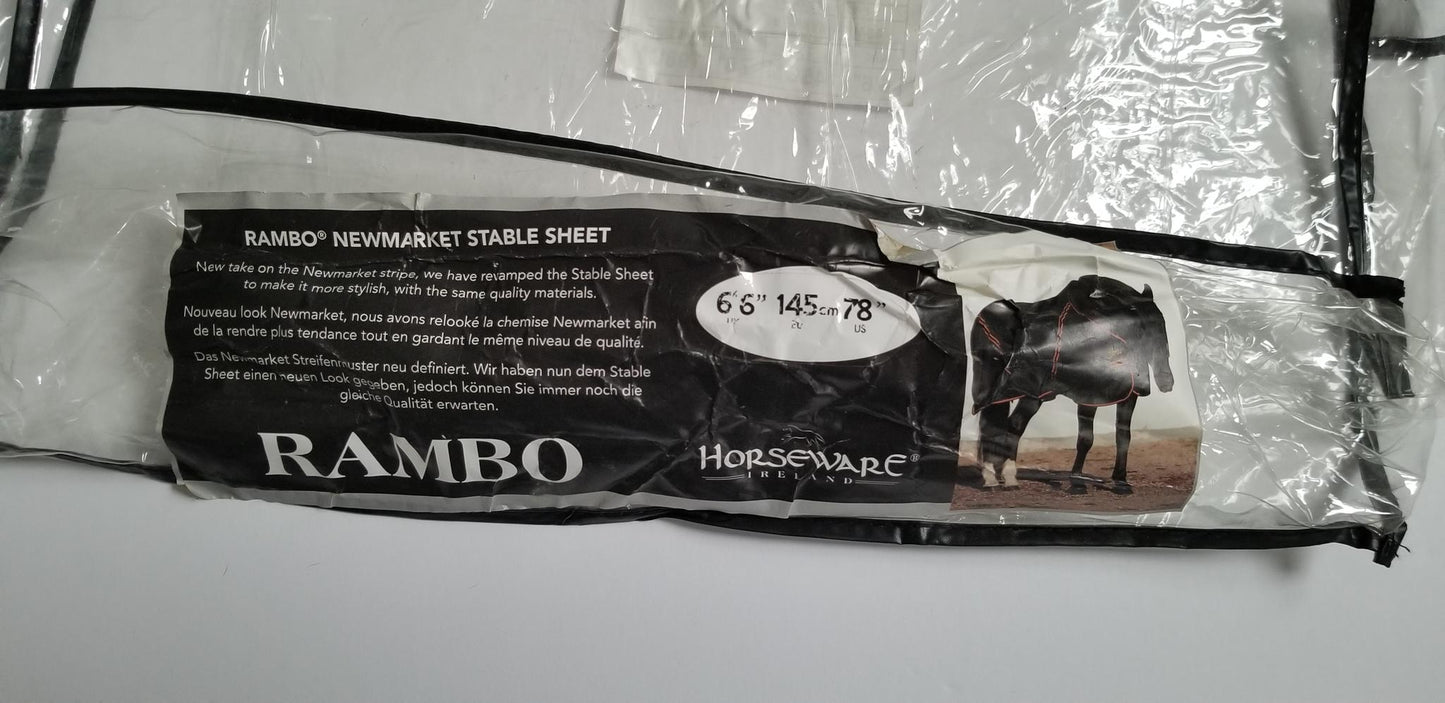 RAMBO® NEWMARKET STABLE SHEET
New take on the Newmarket stripe, we have revamped the Stable Sheet
to make it more stylish, with the same quality materials.
Nouveau look Newmarket, nous avons relooké la chemise Newmarket afin
de la rendre plus tendance tout en gardant le même niveau de qualité.
Das Newmarket Streifenmuster neu definiert. Wir haben nun dem Stable
Sheet einen neuen Look gegeben, jedoch können Sie immer noch die
gleiche Qualität erwarten.
RAMBO
6'6" 145cm 78"
UK EU US
HORSEWARE®
IRELAND